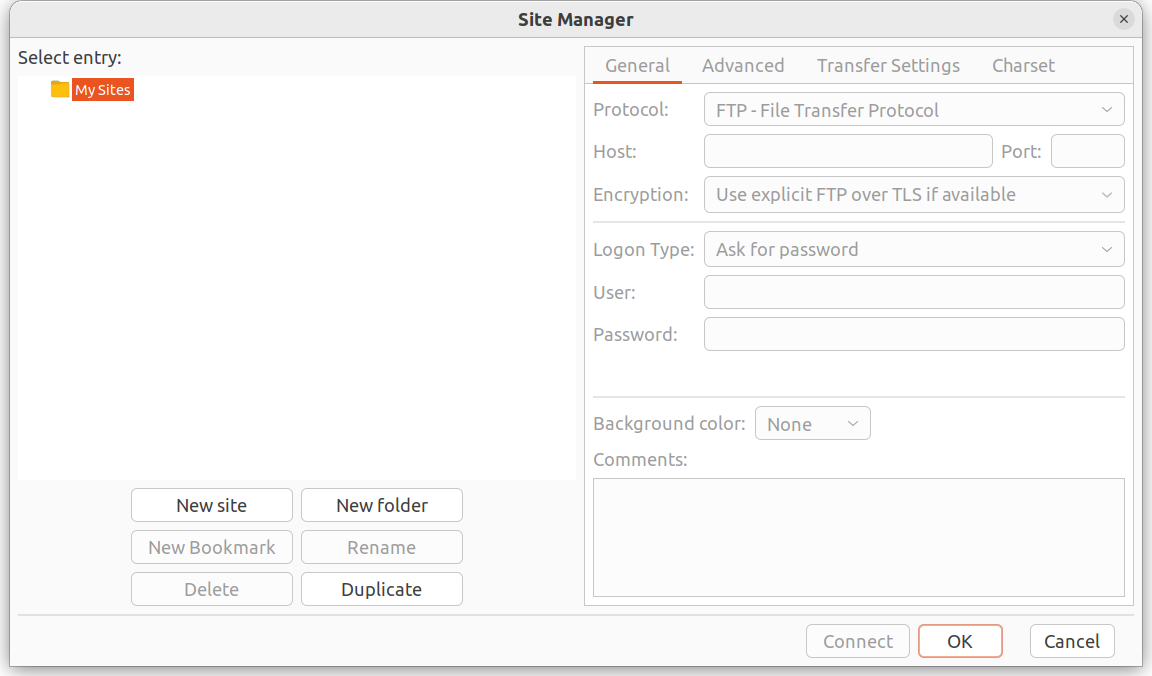 Site Manager
Select entry:
My Sites
New site
New folder
New Bookmark
Rename
Delete
Duplicate
General
Advanced
Transfer Settings
Charset
Protocol:
FTP - File Transfer Protocol
Host:
Port:
Encryption:
Use explicit FTP over TLS if available
Logon Type:
Ask for password
User:
Password:
Background color:
None
Comments:
Connect
OK
Cancel